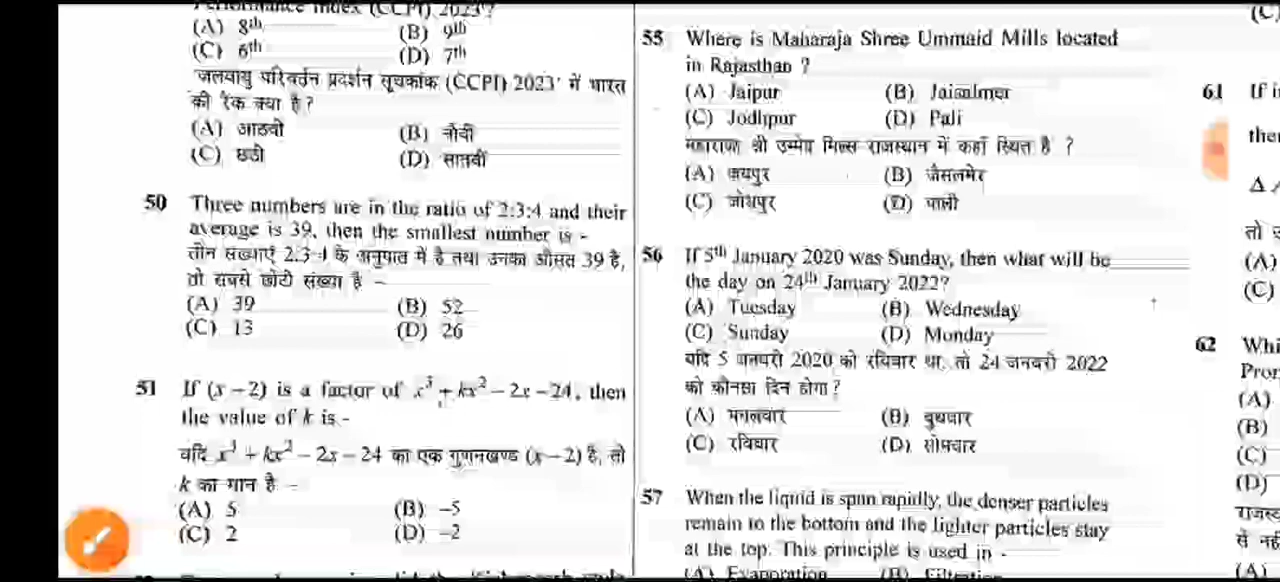 Performance Index (CCPI) 2023?
(A) 8th (B) 9th
(C) 6th (D) 7th
जलवायु परिवर्तन प्रदर्शन सूचकांक (CCPI) 2023' में भारत
की रैंक क्या है?
(A) आठवीं (B) नौवीं
(C) छठी (D) सातवीं
50 Three numbers are in the ratio of 2:3:4 and their
average is 39, then the smallest number is -
तीन संख्याएँ 2:3:4 के अनुपात में है तथा उनका औसत 39 है,
तो सबसे छोटी संख्या है –
(A) 39 (B) 52
(C) 13 (D) 26
51 If (x – 2) is a factor of x³ + kx² – 2x – 24, then
the value of k is -
यदि x³ + kx² – 2x – 24 का एक गुणनखण्ड (x – 2) है, तो
k का मान है –
(A) 5 (B) –5
(C) 2 (D) –2
55 Where is Maharaja Shree Ummaid Mills located
in Rajasthan ?
(A) Jaipur (B) Jaisalmer
(C) Jodhpur (D) Pali
महाराजा श्री उम्मेद मिल्स राजस्थान में कहाँ स्थित है ?
(A) जयपुर (B) जैसलमेर
(C) जोधपुर (D) पाली
56 If 5th January 2020 was Sunday, then what will be
the day on 24th January 2022?
(A) Tuesday (B) Wednesday
(C) Sunday (D) Monday
यदि 5 जनवरी 2020 को रविवार था, तो 24 जनवरी 2022
को कौनसा दिन होगा?
(A) मंगलवार (B) बुधवार
(C) रविवार (D) सोमवार
57 When the liquid is spun rapidly, the denser particles
remain to the bottom and the lighter particles stay
at the top. This principle is used in -
(A) Evaporation (B) Filtration
(C)
61 If
Δ
तो
(A)
(C)
62
(A)
(B)
(C)
(D)
(A)